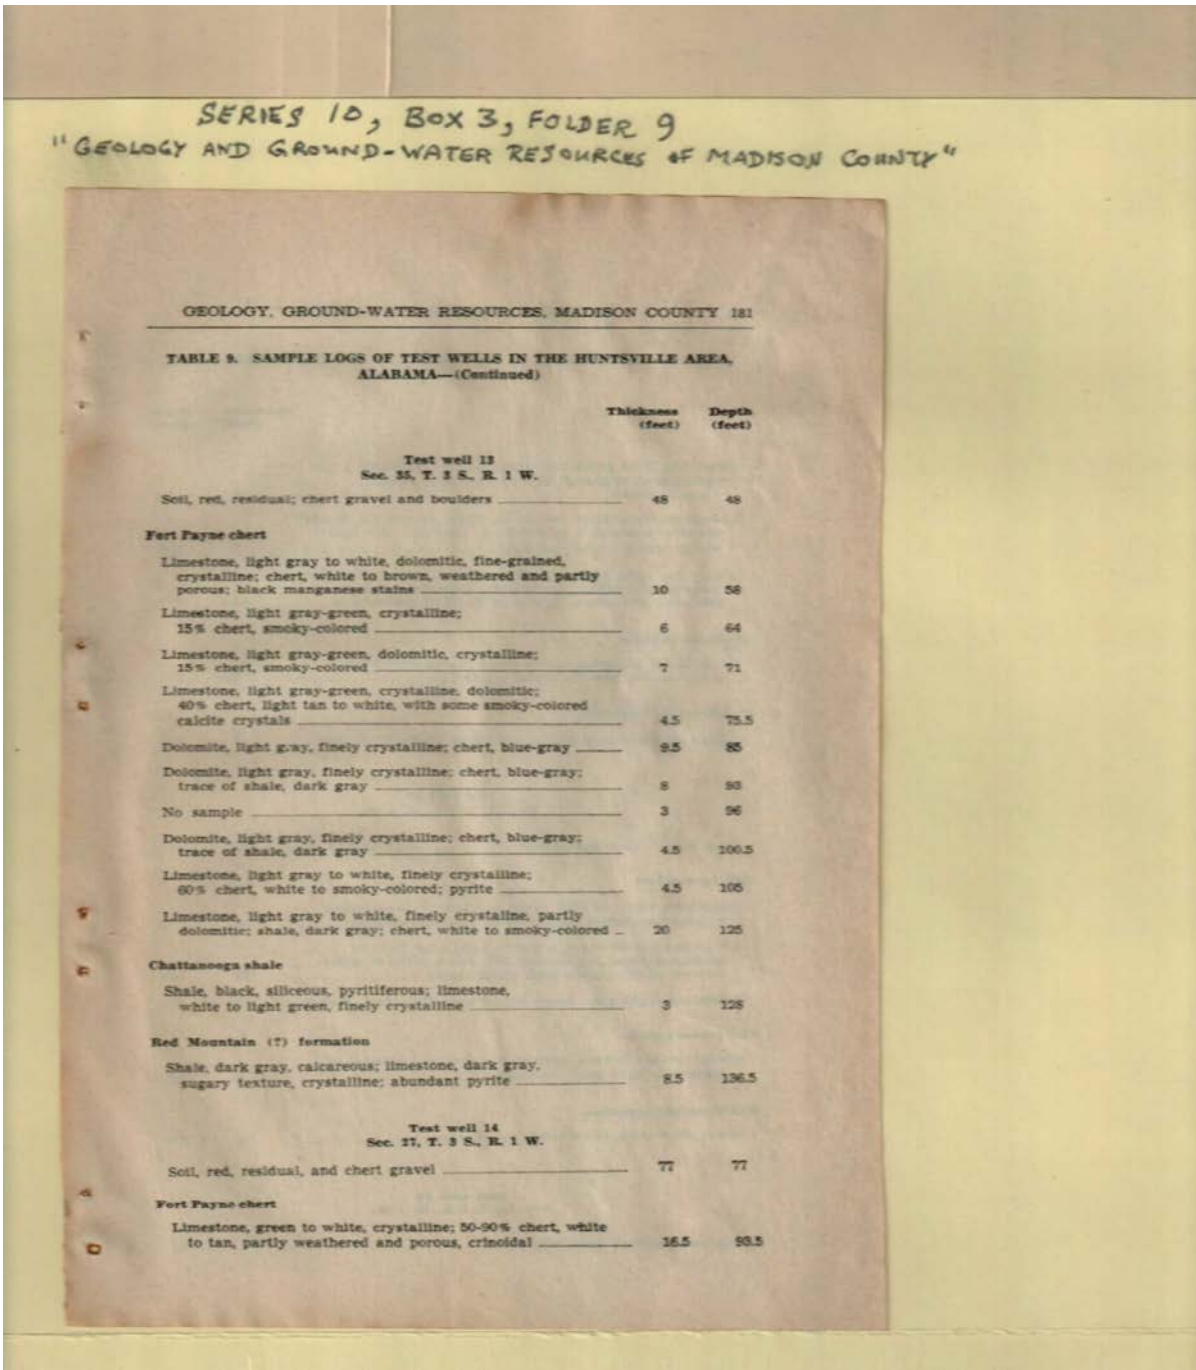 SERIES 10, BOX 3, FOLDER 9
"GEOLOGY AND GROUND-WATER RESOURCES OF MADISON COUNTY"
GEOLOGY, GROUND-WATER RESOURCES, MADISON COUNTY 181
TABLE 9. SAMPLE LOGS OF TEST WELLS IN THE HUNTSVILLE AREA,
ALABAMA—(Continued)
Thickness Depth
(feet) (feet)
Test well 13
Sec. 35, T. 3 S., R. 1 W.
Soil, red, residual; chert gravel and boulders 48 48
Fort Payne chert
Limestone, light gray to white, dolomitic, fine-grained,
crystalline; chert, white to brown, weathered and partly
porous; black manganese stains 10 58
Limestone, light gray-green, crystalline;
15% chert, smoky-colored 6 64
Limestone, light gray-green, dolomitic, crystalline;
15% chert, smoky-colored 7 71
Limestone, light gray-green, crystalline, dolomitic;
40% chert, light tan to white, with some smoky-colored
calcite crystals 4.5 75.5
Dolomite, light gray, finely crystalline; chert, blue-gray 9.5 85
Dolomite, light gray, finely crystalline; chert, blue-gray;
trace of shale, dark gray 8 93
No sample 3 96
Dolomite, light gray, finely crystalline; chert, blue-gray;
trace of shale, dark gray 4.5 100.5
Limestone, light gray to white, finely crystalline;
60% chert, white to smoky-colored; pyrite 4.5 105
Limestone, light gray to white, finely crystaline, partly
dolomitic; shale, dark gray; chert, white to smoky-colored 20 125
Chattanooga shale
Shale, black, siliceous, pyritiferous; limestone,
white to light green, finely crystalline 3 128
Red Mountain (?) formation
Shale, dark gray, calcareous; limestone, dark gray,
sugary texture, crystalline; abundant pyrite 8.5 136.5
Test well 14
Sec. 27, T. 3 S., R. 1 W.
Soil, red, residual, and chert gravel 77 77
Fort Payne chert
Limestone, green to white, crystalline; 50-90% chert, white
to tan, partly weathered and porous, crinoidal 16.5 93.5